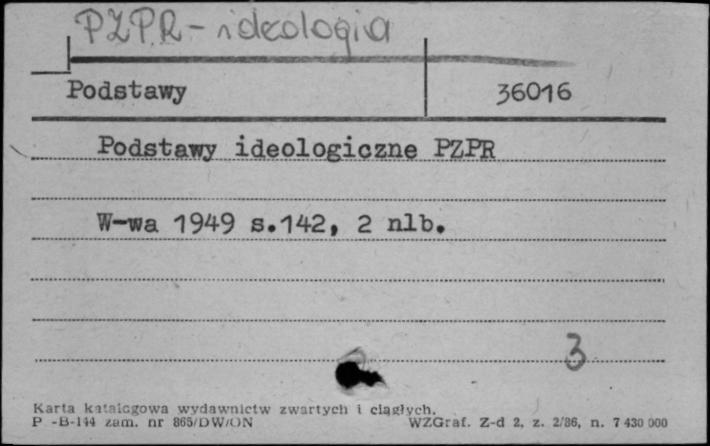 PZPR - ideologia
Podstawy 36016
Podstawy ideologiczne PZPR
W-wa 1949 s.142, 2 nlb.
3
Karta katalogowa wydawnictw zwartych i ciągłych.
P -B-144 zam. nr 865/DW/ON WZGraf. Z-d 2, z. 2/86, n. 7 430 000